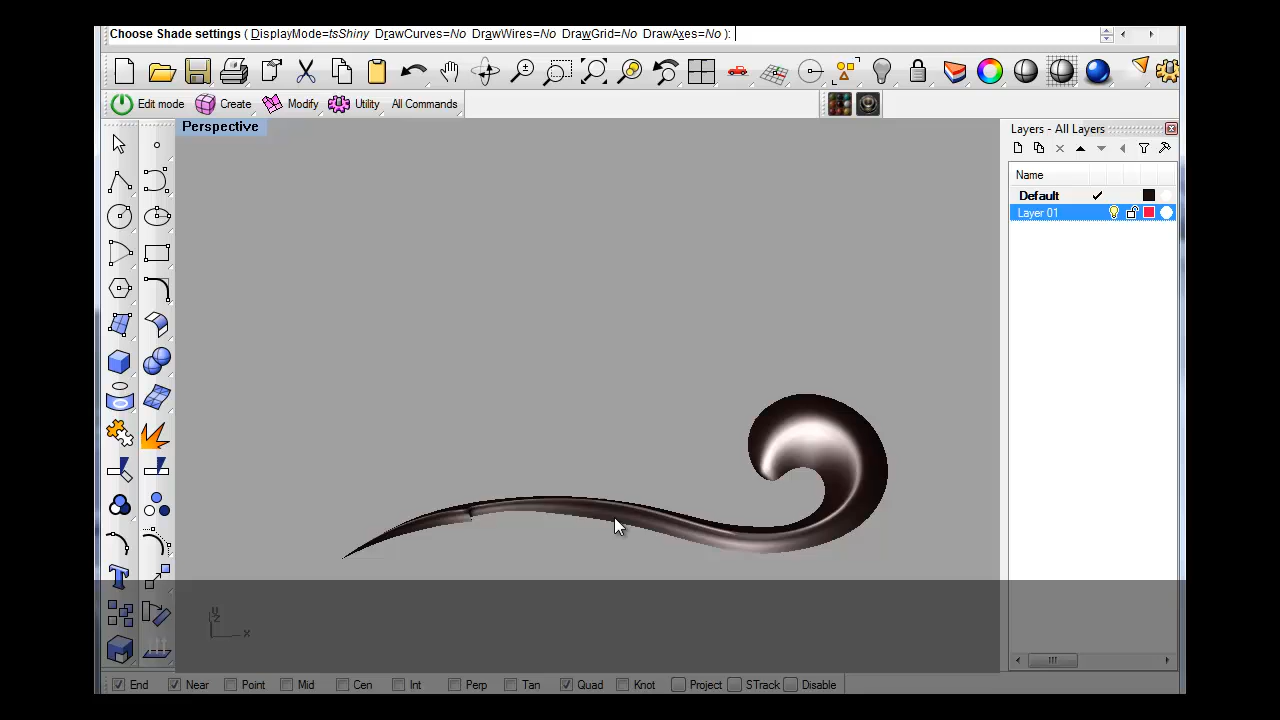 Choose Shade settings ( DisplayMode=tsShiny DrawCurves=No DrawWires=No DrawGrid=No DrawAxes=No ):
Edit mode Create Modify Utility All Commands
Perspective
Layers - All Layers
Name
Default
Layer 01
z
x
End Near Point Mid Cen Int Perp Tan Quad Knot Project STrack Disable